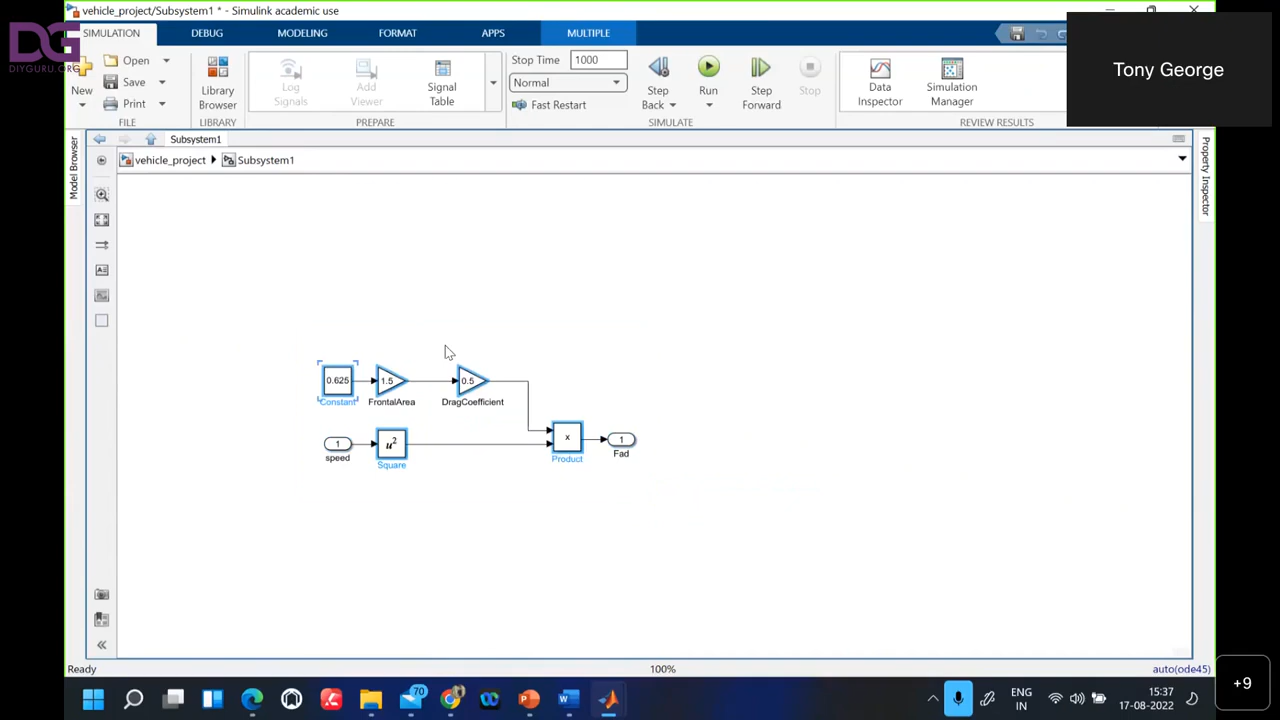 vehicle_project/Subsystem1 * - Simulink academic use
DG
DIYGURU.ORG
SIMULATION
DEBUG
MODELING
FORMAT
APPS
MULTIPLE
Tony George
New
Open
Save
Print
FILE
Library Browser
LIBRARY
Log Signals
Add Viewer
Signal Table
PREPARE
Stop Time
1000
Normal
Fast Restart
Step Back
Run
Step Forward
Stop
SIMULATE
Data Inspector
Simulation Manager
REVIEW RESULTS
Model Browser
Subsystem1
vehicle_project
Subsystem1
Property Inspector
0.625
Constant
1.5
FrontalArea
0.5
DragCoefficient
1
speed
u²
Square
x
Product
1
Fad
Ready
100%
auto(ode45)
70
ENG
IN
15:37
17-08-2022
+9